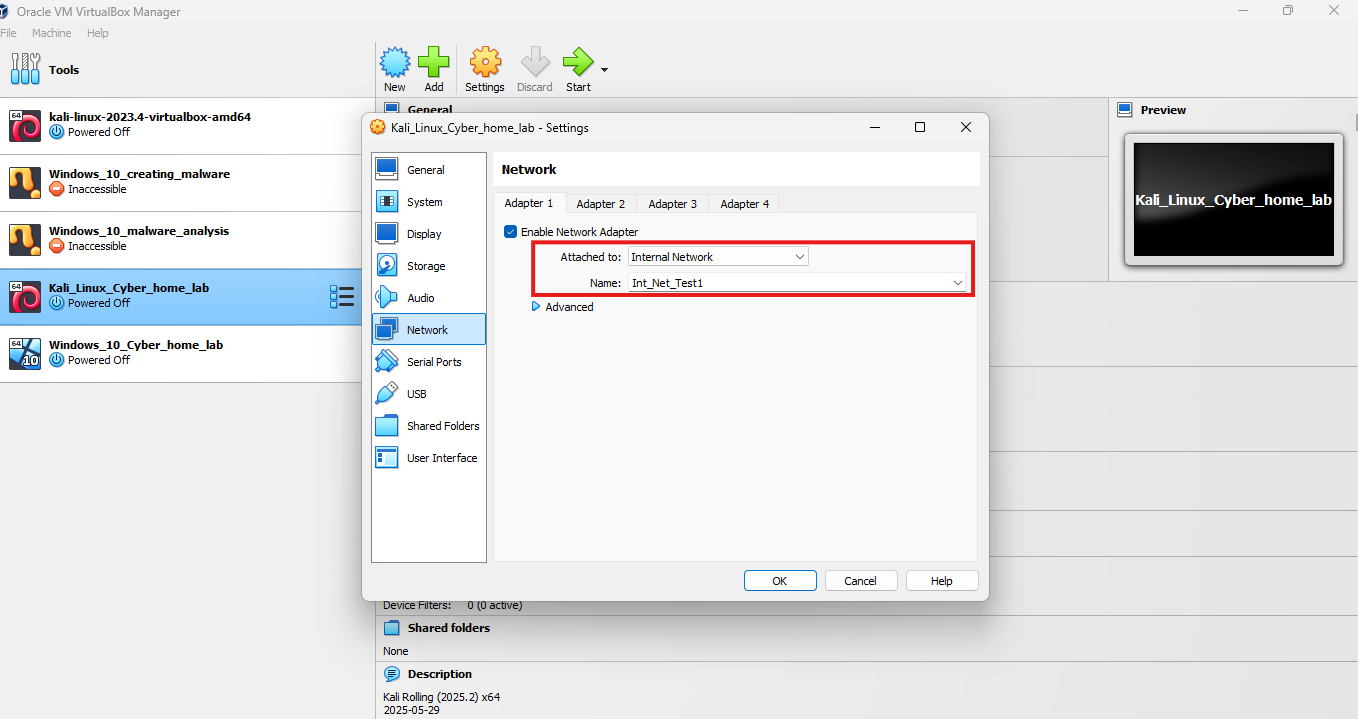 Oracle VM VirtualBox Manager
File Machine Help
Tools
New Add Settings Discard Start
64
kali-linux-2023.4-virtualbox-amd64
Powered Off
Windows_10_creating_malware
Inaccessible
Windows_10_malware_analysis
Inaccessible
64
Kali_Linux_Cyber_home_lab
Powered Off
64
10
Windows_10_Cyber_home_lab
Powered Off
General
Preview
Kali_Linux_Cyber_home_lab
Kali_Linux_Cyber_home_lab - Settings
General
System
Display
Storage
Audio
Network
Serial Ports
USB
Shared Folders
User Interface
Network
Adapter 1 Adapter 2 Adapter 3 Adapter 4
Enable Network Adapter
Attached to: Internal Network
Name: Int_Net_Test1
Advanced
OK Cancel Help
Device Filters: 0 (0 active)
Shared folders
None
Description
Kali Rolling (2025.2) x64
2025-05-29